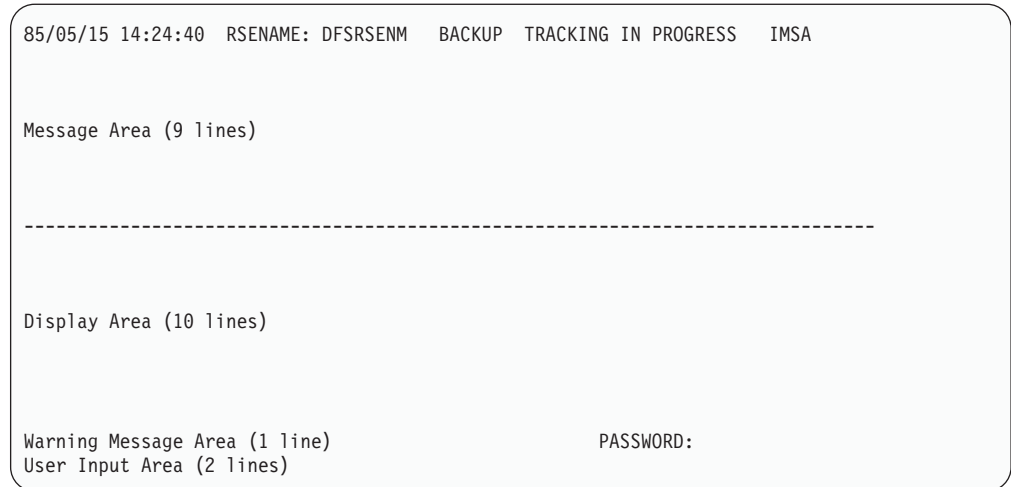 85/05/15 14:24:40 RSENAME: DFSRSENM BACKUP TRACKING IN PROGRESS IMSA
Message Area (9 lines)
--------------------------------------------------------------------------------
Display Area (10 lines)
Warning Message Area (1 line) PASSWORD:
User Input Area (2 lines)